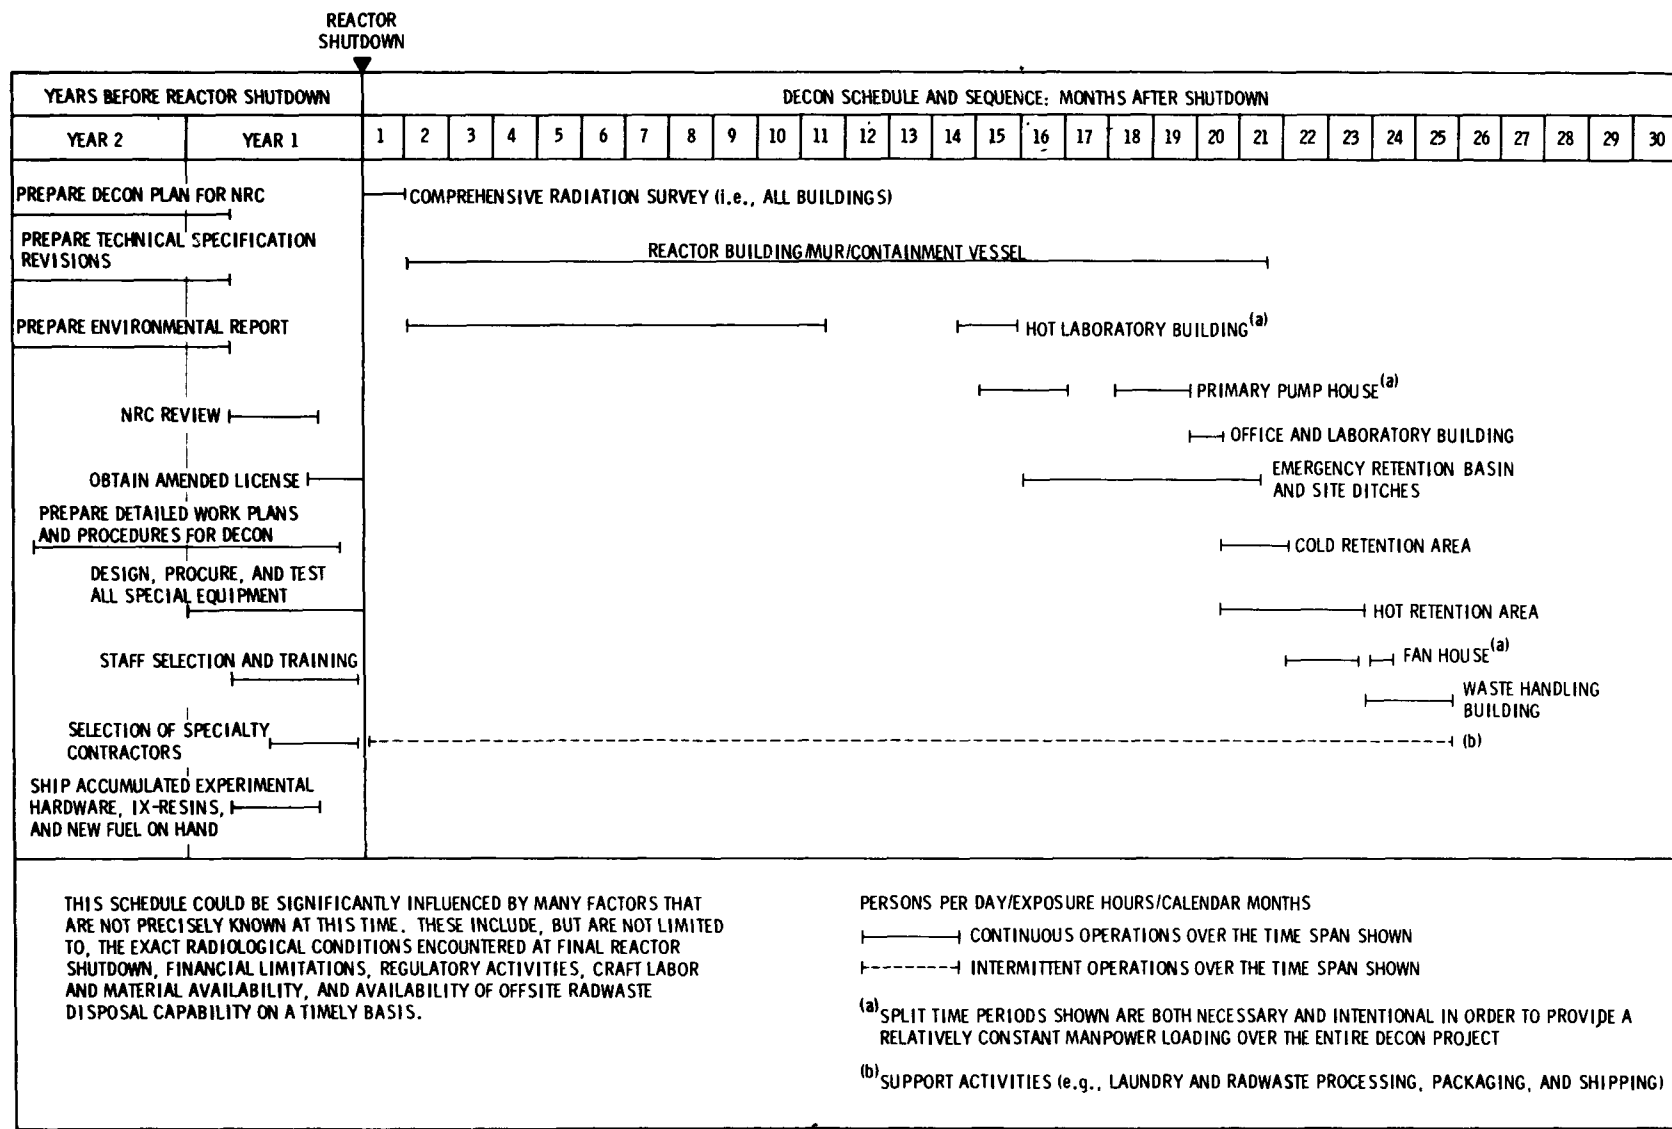 REACTOR
SHUTDOWN
YEARS BEFORE REACTOR SHUTDOWN
DECON SCHEDULE AND SEQUENCE: MONTHS AFTER SHUTDOWN
YEAR 2 YEAR 1 1 2 3 4 5 6 7 8 9 10 11 12 13 14 15 16 17 18 19 20 21 22 23 24 25 26 27 28 29 30
PREPARE DECON PLAN FOR NRC
COMPREHENSIVE RADIATION SURVEY (i.e., ALL BUILDINGS)
PREPARE TECHNICAL SPECIFICATION
REVISIONS
REACTOR BUILDING/MUR/CONTAINMENT VESSEL
PREPARE ENVIRONMENTAL REPORT
HOT LABORATORY BUILDING(a)
PRIMARY PUMP HOUSE(a)
NRC REVIEW
OFFICE AND LABORATORY BUILDING
OBTAIN AMENDED LICENSE
EMERGENCY RETENTION BASIN
AND SITE DITCHES
PREPARE DETAILED WORK PLANS
AND PROCEDURES FOR DECON
COLD RETENTION AREA
DESIGN, PROCURE, AND TEST
ALL SPECIAL EQUIPMENT
HOT RETENTION AREA
STAFF SELECTION AND TRAINING
FAN HOUSE(a)
WASTE HANDLING
BUILDING
SELECTION OF SPECIALTY
CONTRACTORS
(b)
SHIP ACCUMULATED EXPERIMENTAL
HARDWARE, IX-RESINS,
AND NEW FUEL ON HAND
THIS SCHEDULE COULD BE SIGNIFICANTLY INFLUENCED BY MANY FACTORS THAT
ARE NOT PRECISELY KNOWN AT THIS TIME. THESE INCLUDE, BUT ARE NOT LIMITED
TO, THE EXACT RADIOLOGICAL CONDITIONS ENCOUNTERED AT FINAL REACTOR
SHUTDOWN, FINANCIAL LIMITATIONS, REGULATORY ACTIVITIES, CRAFT LABOR
AND MATERIAL AVAILABILITY, AND AVAILABILITY OF OFFSITE RADWASTE
DISPOSAL CAPABILITY ON A TIMELY BASIS.
PERSONS PER DAY/EXPOSURE HOURS/CALENDAR MONTHS
CONTINUOUS OPERATIONS OVER THE TIME SPAN SHOWN
INTERMITTENT OPERATIONS OVER THE TIME SPAN SHOWN
(a) SPLIT TIME PERIODS SHOWN ARE BOTH NECESSARY AND INTENTIONAL IN ORDER TO PROVIDE A
RELATIVELY CONSTANT MANPOWER LOADING OVER THE ENTIRE DECON PROJECT
(b) SUPPORT ACTIVITIES (e.g., LAUNDRY AND RADWASTE PROCESSING, PACKAGING, AND SHIPPING)